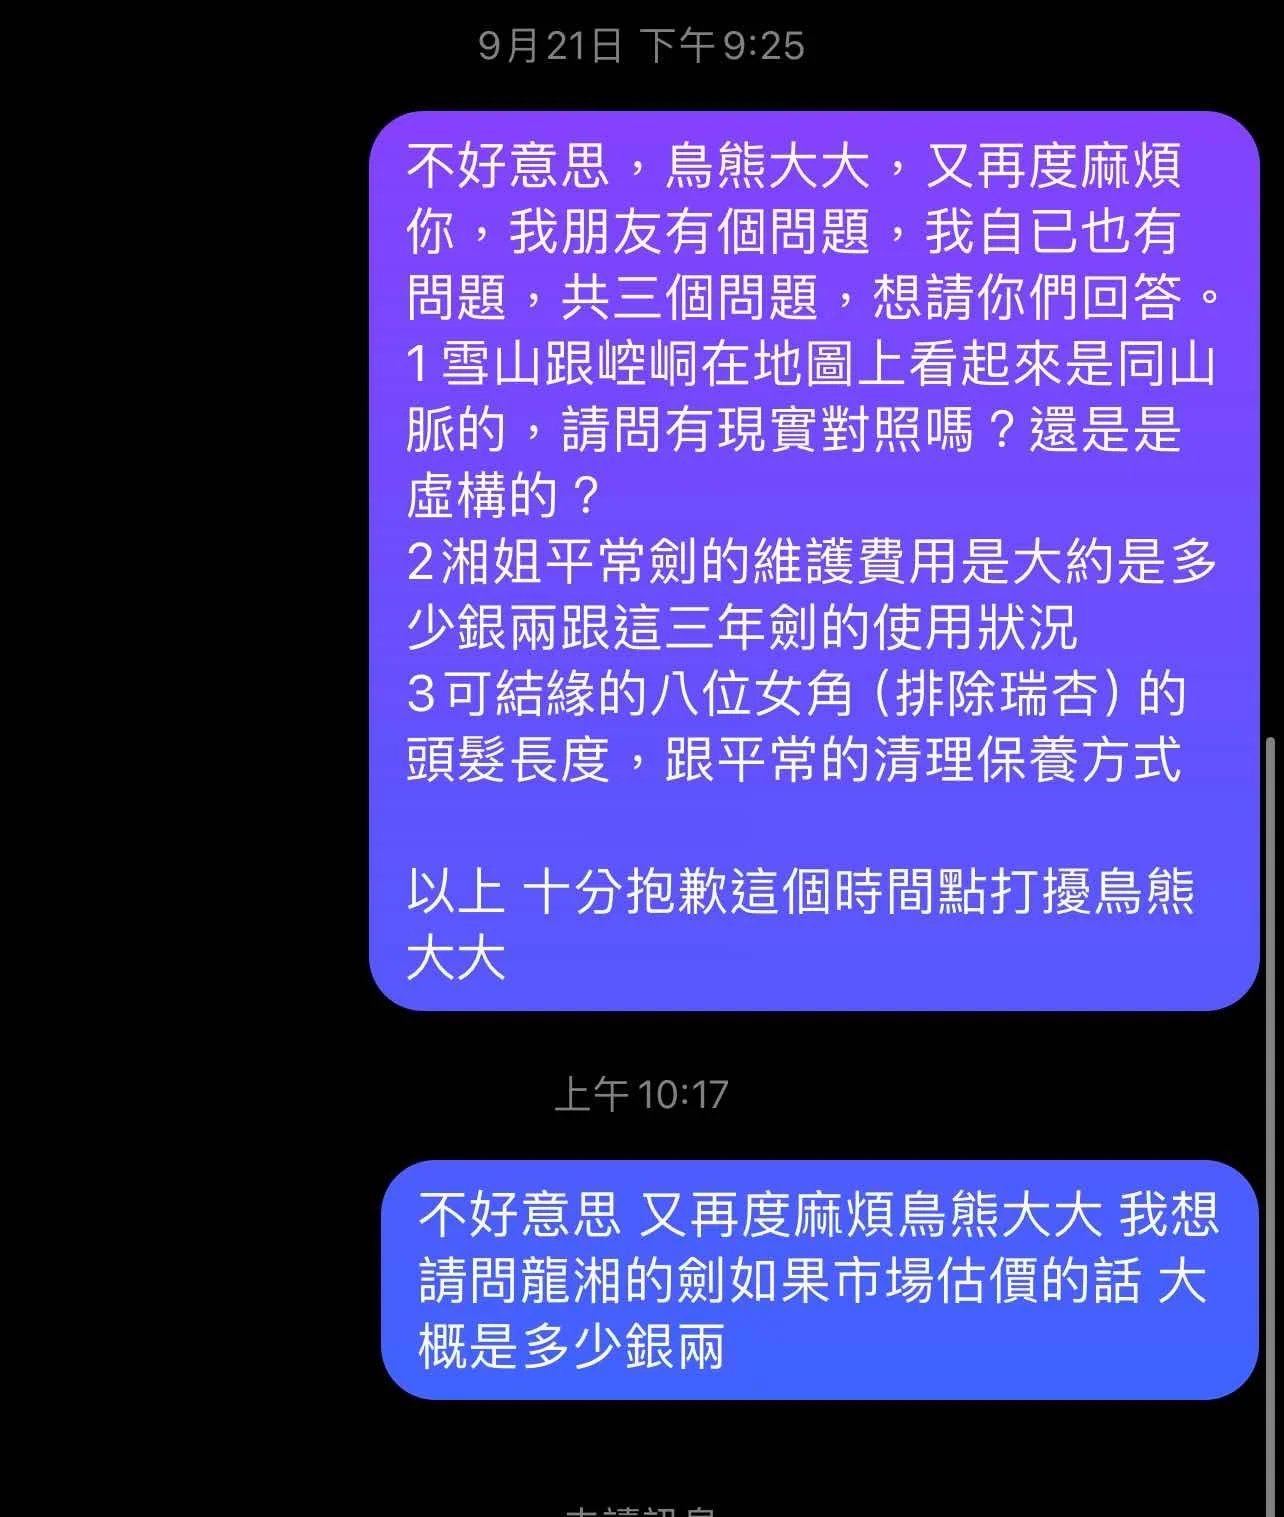 9月21日 下午9:25
不好意思，鳥熊大大，又再度麻煩
你，我朋友有個問題，我自已也有
問題，共三個問題，想請你們回答。
1雪山跟崆峒在地圖上看起來是同山
脈的，請問有現實對照嗎？還是是
虛構的？
2湘姐平常劍的維護費用是大約是多
少銀兩跟這三年劍的使用狀況
3可結緣的八位女角（排除瑞杏）的
頭髮長度，跟平常的清理保養方式
以上 十分抱歉這個時間點打擾鳥熊
大大
上午10:17
不好意思 又再度麻煩鳥熊大大 我想
請問龍湘的劍如果市場估價的話 大
概是多少銀兩